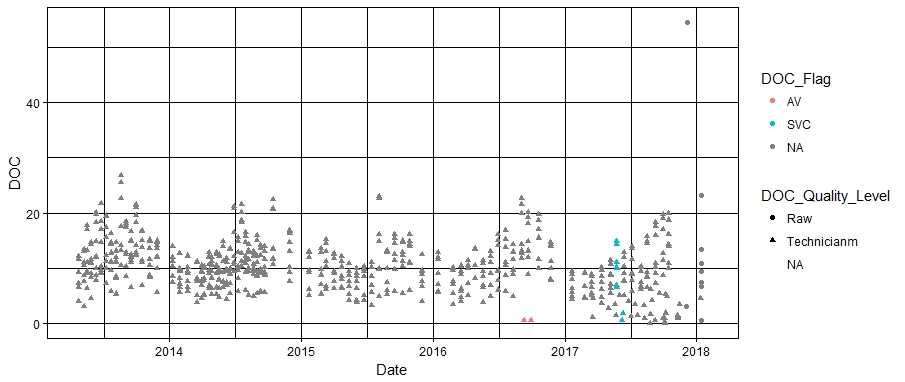 DOC
40
20
0
2014
2015
2016
2017
2018
Date
DOC_Flag
AV
SVC
NA
DOC_Quality_Level
Raw
Technicianm
NA